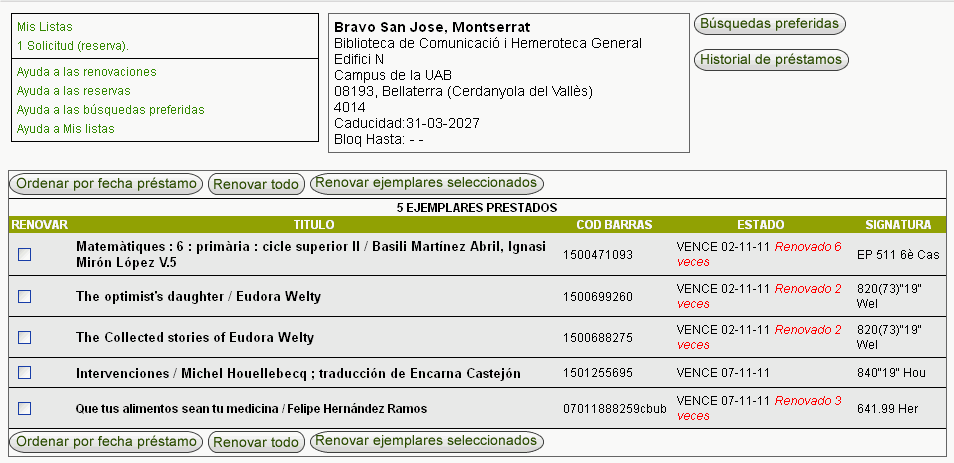 Mis Listas
1 Solicitud (reserva).
Ayuda a las renovaciones
Ayuda a las reservas
Ayuda a las búsquedas preferidas
Ayuda a Mis listas
Bravo San Jose, Montserrat
Biblioteca de Comunicació i Hemeroteca General
Edifici N
Campus de la UAB
08193, Bellaterra (Cerdanyola del Vallès)
4014
Caducidad:31-03-2027
Bloq Hasta: - -
Búsquedas preferidas
Historial de préstamos
Ordenar por fecha préstamo Renovar todo Renovar ejemplares seleccionados
5 EJEMPLARES PRESTADOS
RENOVAR TITULO COD BARRAS ESTADO SIGNATURA
Matemàtiques : 6 : primària : cicle superior II / Basili Martínez Abril, Ignasi
Mirón López V.5
1500471093
VENCE 02-11-11 Renovado 6
veces
EP 511 6è Cas
The optimist's daughter / Eudora Welty
1500699260
VENCE 02-11-11 Renovado 2
veces
820(73)"19"
Wel
The Collected stories of Eudora Welty
1500688275
VENCE 02-11-11 Renovado 2
veces
820(73)"19"
Wel
Intervenciones / Michel Houellebecq ; traducción de Encarna Castejón
1501255695
VENCE 07-11-11
840"19" Hou
Que tus alimentos sean tu medicina / Felipe Hernández Ramos
07011888259cbub
VENCE 07-11-11 Renovado 3
veces
641.99 Her
Ordenar por fecha préstamo Renovar todo Renovar ejemplares seleccionados